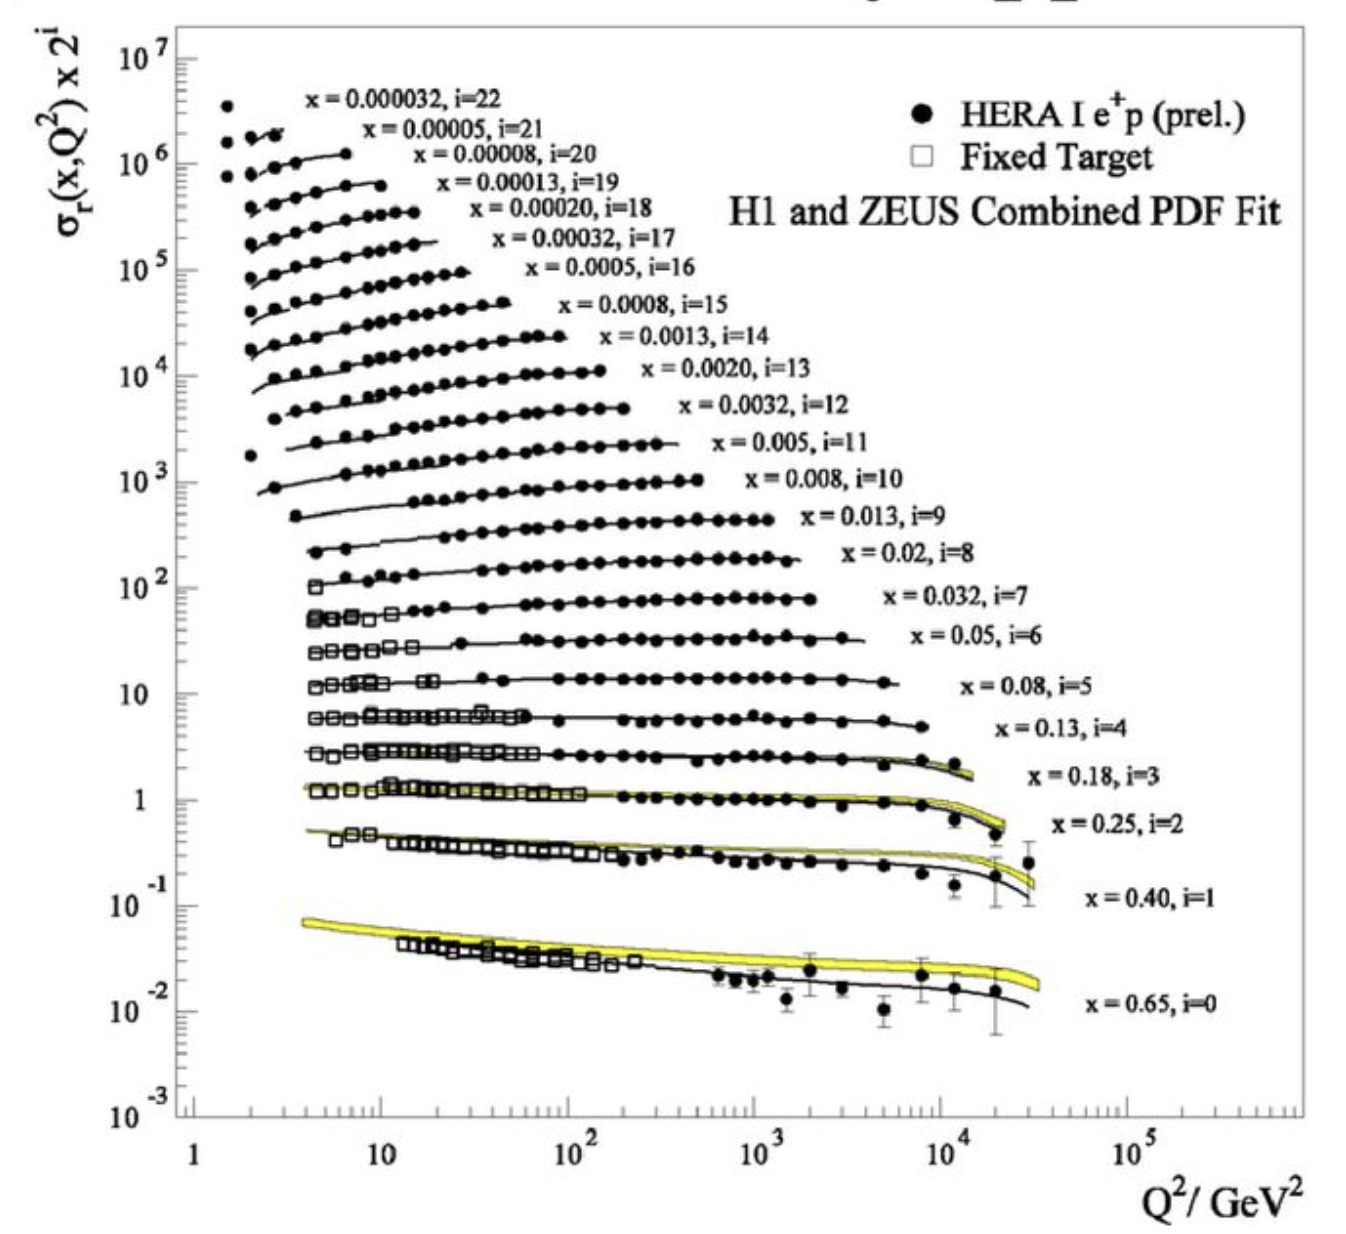 σr(x,Q²) x 2ⁱ
10⁷
10⁶
10⁵
10⁴
10³
10²
10
1
10⁻¹
10⁻²
10⁻³
x = 0.000032, i=22
x = 0.00005, i=21
x = 0.00008, i=20
x = 0.00013, i=19
x = 0.00020, i=18
x = 0.00032, i=17
x = 0.0005, i=16
x = 0.0008, i=15
x = 0.0013, i=14
x = 0.0020, i=13
x = 0.0032, i=12
x = 0.005, i=11
x = 0.008, i=10
x = 0.013, i=9
x = 0.02, i=8
x = 0.032, i=7
x = 0.05, i=6
x = 0.08, i=5
x = 0.13, i=4
x = 0.18, i=3
x = 0.25, i=2
x = 0.40, i=1
x = 0.65, i=0
HERA I e⁺p (prel.)
Fixed Target
H1 and ZEUS Combined PDF Fit
1 10 10² 10³ 10⁴ 10⁵
Q²/ GeV²